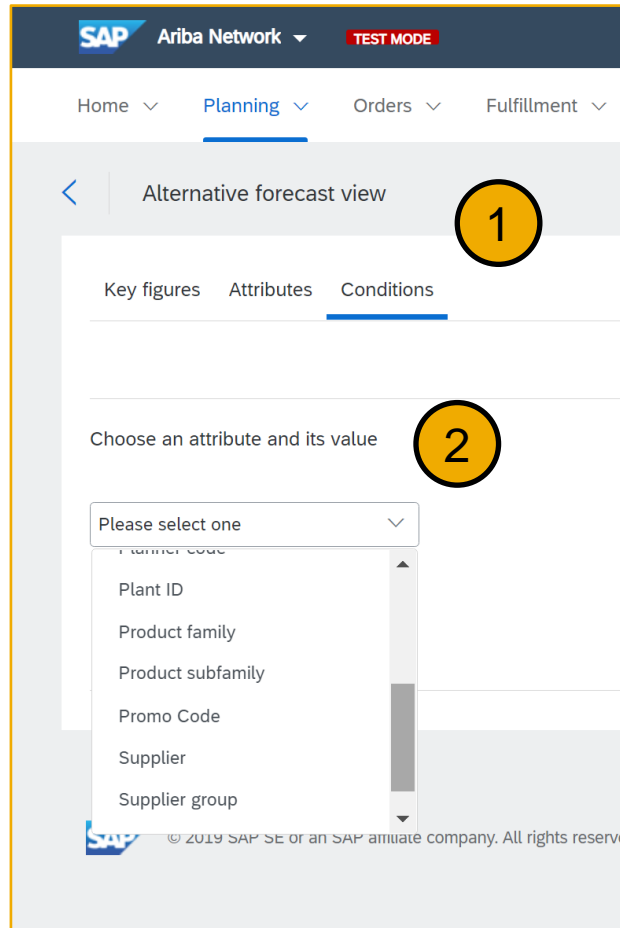 SAP Ariba Network TEST MODE
Home Planning Orders Fulfillment
Alternative forecast view
1
Key figures Attributes Conditions
Choose an attribute and its value
2
Please select one
Planner code
Plant ID
Product family
Product subfamily
Promo Code
Supplier
Supplier group
SAP © 2019 SAP SE or an SAP affiliate company. All rights